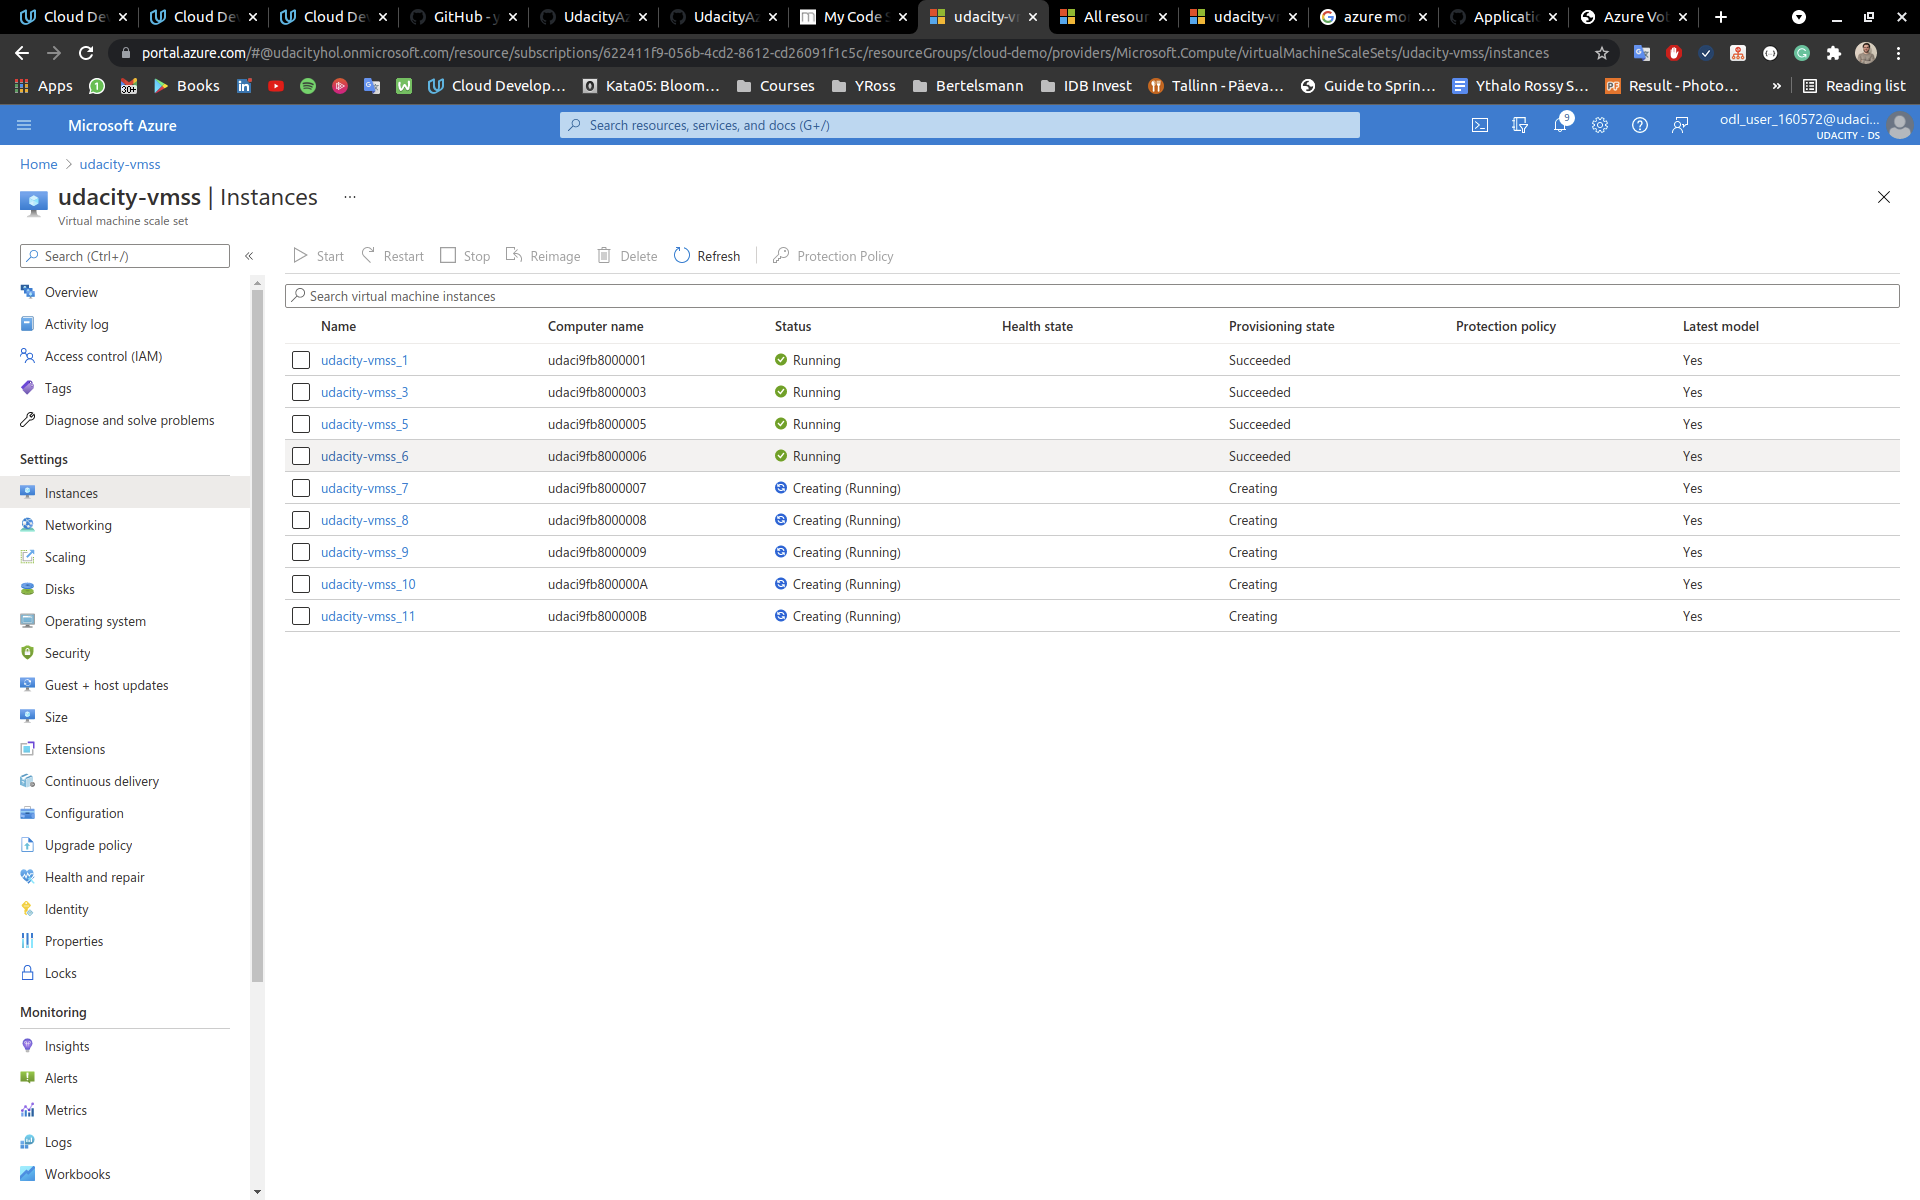 Cloud De
Cloud De
Cloud De
GitHub - y
UdacityAz
UdacityAz
My Code S
udacity-v
All resour
udacity-v
azure mo
Applicatio
Azure Vo
portal.azure.com/#@udacityhol.onmicrosoft.com/resource/subscriptions/622411f9-056b-4cd2-8612-cd26091f1c5c/resourceGroups/cloud-demo/providers/Microsoft.Compute/virtualMachineScaleSets/udacity-vmss/instances
Apps 1 30+ Books Cloud Develop... Kata05: Bloom... Courses YRoss Bertelsmann IDB Invest Tallinn - Päeva... Guide to Sprin... Ythalo Rossy S... Result - Photo... » Reading list
Microsoft Azure
Search resources, services, and docs (G+/)
9
odl_user_160572@udaci...
UDACITY - DS
Home > udacity-vmss
udacity-vmss | Instances ...
Virtual machine scale set
Search (Ctrl+/) «
Overview
Activity log
Access control (IAM)
Tags
Diagnose and solve problems
Settings
Instances
Networking
Scaling
Disks
Operating system
Security
Guest + host updates
Size
Extensions
Continuous delivery
Configuration
Upgrade policy
Health and repair
Identity
Properties
Locks
Monitoring
Insights
Alerts
Metrics
Logs
Workbooks
Start Restart Stop Reimage Delete Refresh Protection Policy
Search virtual machine instances
Name Computer name Status Health state Provisioning state Protection policy Latest model
udacity-vmss_1 udaci9fb8000001 Running Succeeded Yes
udacity-vmss_3 udaci9fb8000003 Running Succeeded Yes
udacity-vmss_5 udaci9fb8000005 Running Succeeded Yes
udacity-vmss_6 udaci9fb8000006 Running Succeeded Yes
udacity-vmss_7 udaci9fb8000007 Creating (Running) Creating Yes
udacity-vmss_8 udaci9fb8000008 Creating (Running) Creating Yes
udacity-vmss_9 udaci9fb8000009 Creating (Running) Creating Yes
udacity-vmss_10 udaci9fb800000A Creating (Running) Creating Yes
udacity-vmss_11 udaci9fb800000B Creating (Running) Creating Yes